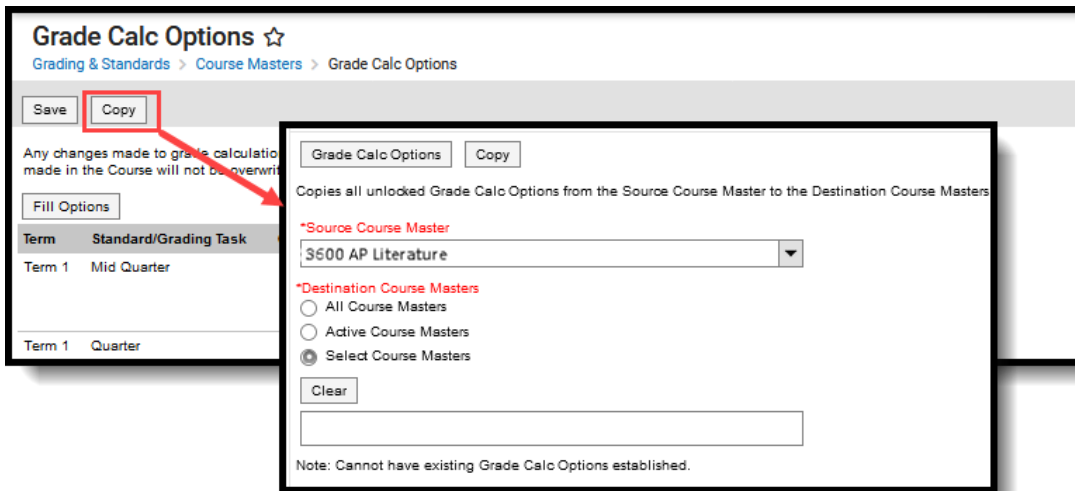 Grade Calc Options
Grading & Standards > Course Masters > Grade Calc Options
Save Copy
Any changes made to grade calculatio
made in the Course will not be overwrit
Fill Options
Term Standard/Grading Task
Term 1 Mid Quarter
Term 1 Quarter
Grade Calc Options Copy
Copies all unlocked Grade Calc Options from the Source Course Master to the Destination Course Masters
*Source Course Master
3600 AP Literature
*Destination Course Masters
All Course Masters
Active Course Masters
Select Course Masters
Clear
Note: Cannot have existing Grade Calc Options established.